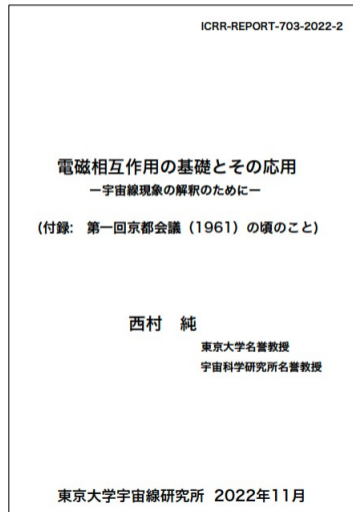 ICRR-REPORT-703-2022-2
電磁相互作用の基礎とその応用
ー宇宙線現象の解釈のためにー
(付録: 第一回京都会議（1961）の頃のこと)
西村 純
東京大学名誉教授
宇宙科学研究所名誉教授
東京大学宇宙線研究所 2022年11月